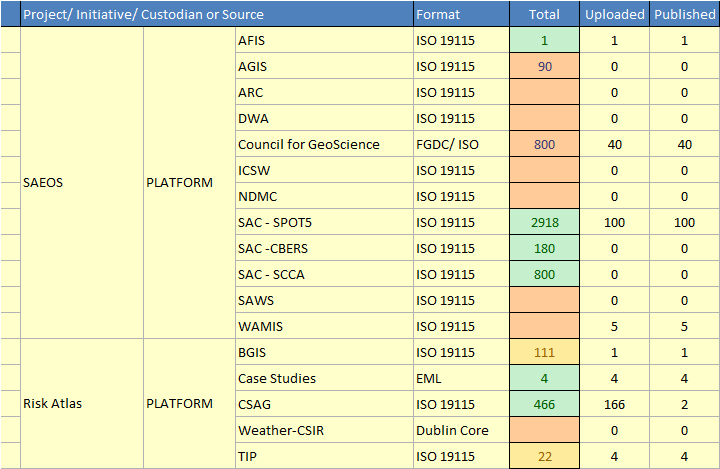 Project/ Initiative/ Custodian or Source Format Total Uploaded Published
AFIS ISO 19115 1 1 1
AGIS ISO 19115 90 0 0
ARC ISO 19115 0 0
DWA ISO 19115 0 0
Council for GeoScience FGDC/ ISO 800 40 40
ICSW ISO 19115 0 0
SAEOS PLATFORM
NDMC ISO 19115 0 0
SAC - SPOT5 ISO 19115 2918 100 100
SAC -CBERS ISO 19115 180 0 0
SAC - SCCA ISO 19115 800 0 0
SAWS ISO 19115 0 0
WAMIS ISO 19115 5 5
BGIS ISO 19115 111 1 1
Case Studies EML 4 4 4
Risk Atlas PLATFORM CSAG ISO 19115 466 166 2
Weather-CSIR Dublin Core 0 0
TIP ISO 19115 22 4 4